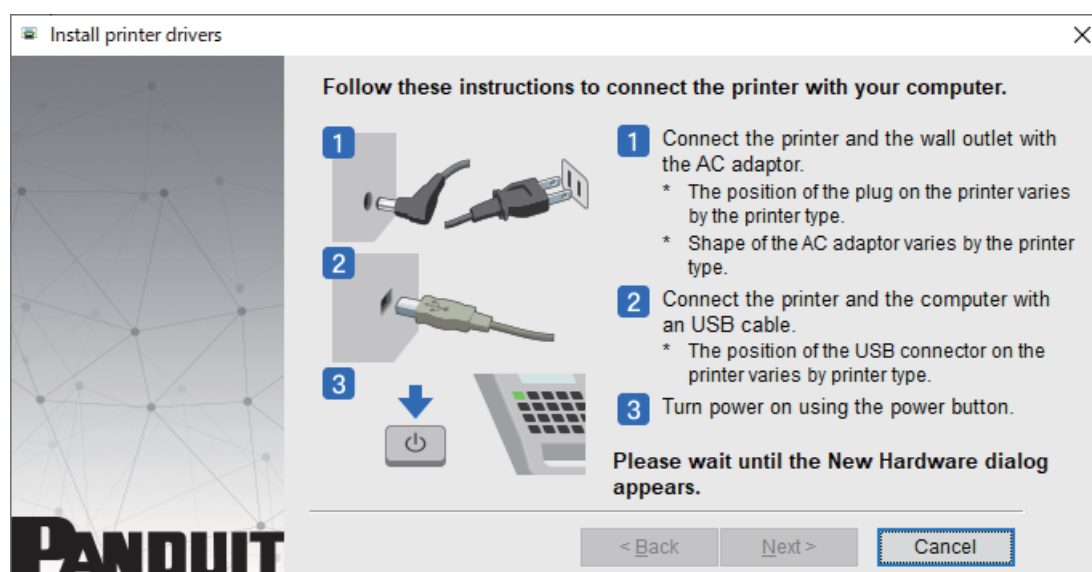 Install printer drivers
Follow these instructions to connect the printer with your computer.
1
1 Connect the printer and the wall outlet with
the AC adaptor.
* The position of the plug on the printer varies
by the printer type.
* Shape of the AC adaptor varies by the printer
type.
2
2 Connect the printer and the computer with
an USB cable.
* The position of the USB connector on the
printer varies by printer type.
3
3 Turn power on using the power button.
Please wait until the New Hardware dialog
appears.
PANDUIT
< Back Next > Cancel